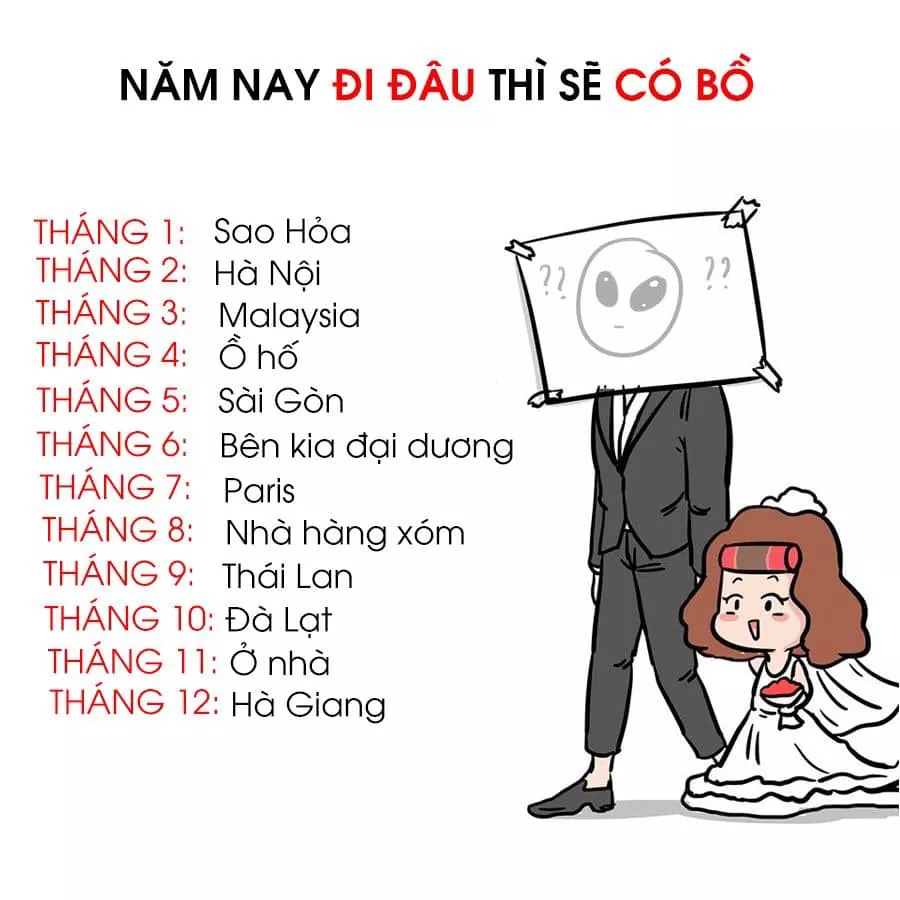 NĂM NAY ĐI ĐÂU THÌ SẼ CÓ BỒ
THÁNG 1: Sao Hỏa
THÁNG 2: Hà Nội
THÁNG 3: Malaysia
THÁNG 4: Ồ hố
THÁNG 5: Sài Gòn
THÁNG 6: Bên kia đại dương
THÁNG 7: Paris
THÁNG 8: Nhà hàng xóm
THÁNG 9: Thái Lan
THÁNG 10: Đà Lạt
THÁNG 11: Ở nhà
THÁNG 12: Hà Giang
?? ??